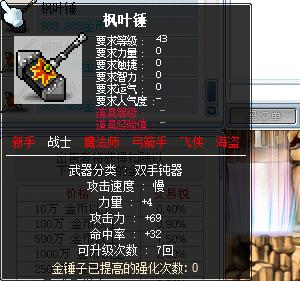 枫叶锤
要求等级： 43
要求力量： 0
要求敏捷： 0
要求智力： 0
要求运气： 0
要求人气度： -
道具等级： -
道具经验值： -
新手 战士 魔法师 弓箭手 飞侠 海盗
武器分类 : 双手钝器
攻击速度 : 慢
力量 : +4
攻击力 : +69
命中率 : +32
可升级次数 : 7回
金锤子已提高的强化次数: 0